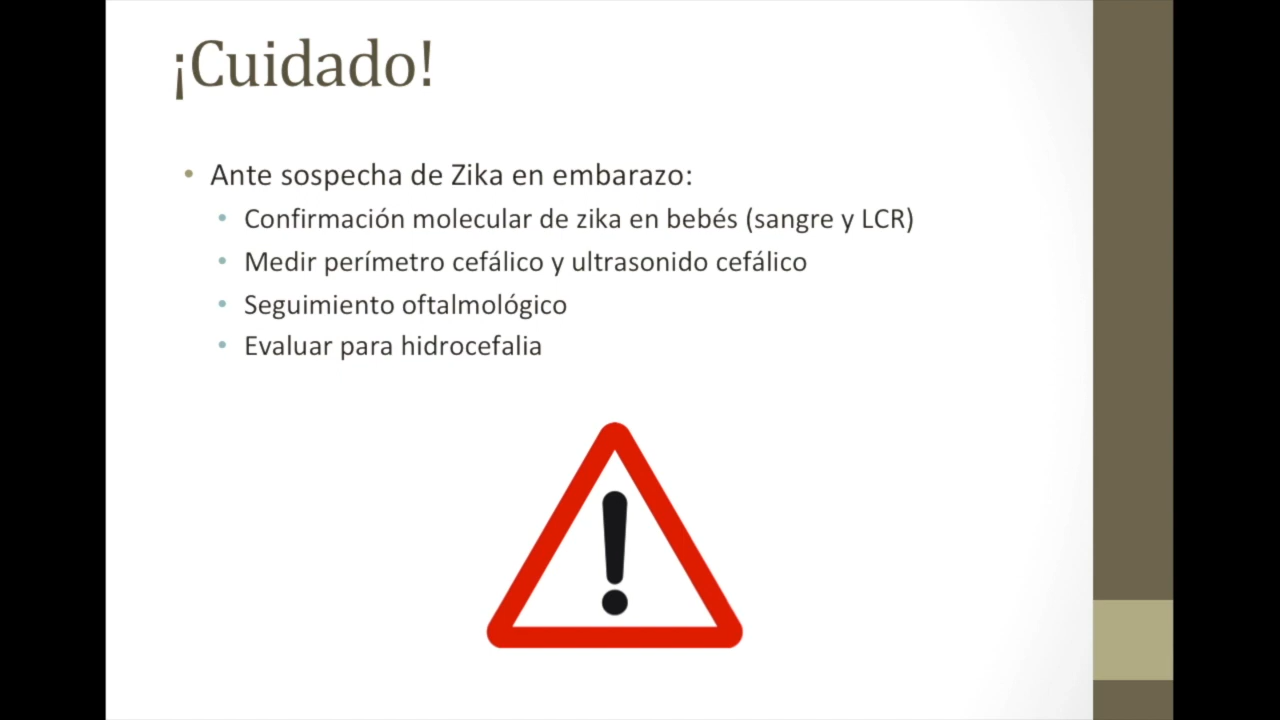 ¡Cuidado!
• Ante sospecha de Zika en embarazo:
• Confirmación molecular de zika en bebés (sangre y LCR)
• Medir perímetro cefálico y ultrasonido cefálico
• Seguimiento oftalmológico
• Evaluar para hidrocefalia
!